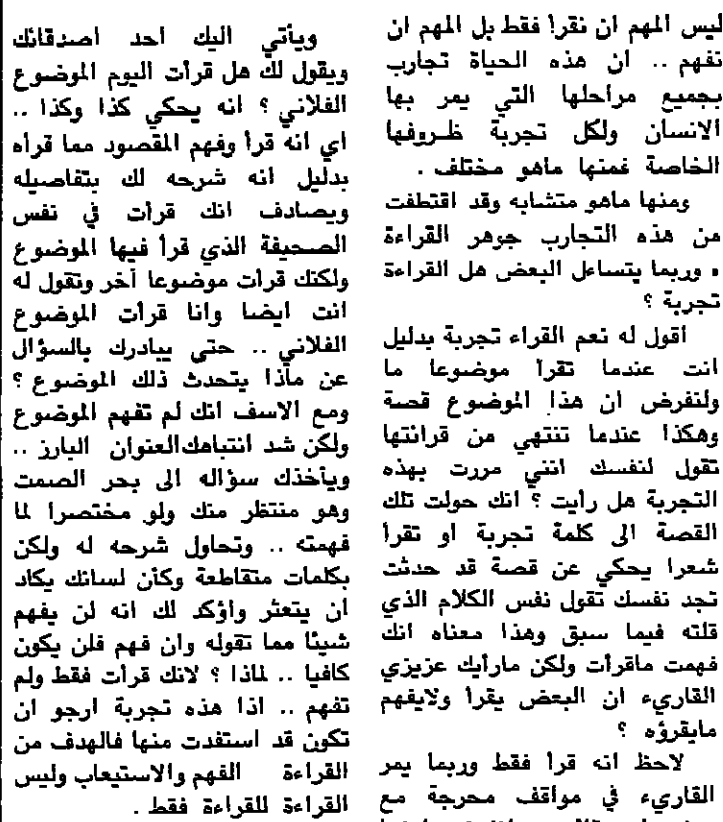 ليس المهم ان نقرا فقط بل المهم ان
نفهم .. ان هذه الحياة تجارب
بجميع مراحلها التي يمر بها
الانسان ولكل تجربة ظروفها
الخاصة فمنها ماهو مختلف .
ومنها ماهو متشابه وقد اقتطفت
من هذه التجارب جوهر القراءة
ه وربما يتساءل البعض هل القراءة
تجربة ؟
أقول له نعم القراء تجربة بدليل
انت عندما تقرأ موضوعا ما
ولنفرض ان هذا الموضوع قصة
وهكذا عندما تنتهي من قرائتها
تقول لنفسك انني مررت بهذه
التجربة هل رأيت ؟ انك حولت تلك
القصة الى كلمة تجربة او تقرأ
شعرا يحكي عن قصة قد حدثت
تجد نفسك تقول نفس الكلام الذي
قلته فيما سبق وهذا معناه انك
فهمت ماقرأت ولكن مارأيك عزيزي
القاريء ان البعض يقرأ ولايفهم
مايقرؤه ؟
لاحظ انه قرا فقط وربما يمر
القاريء في مواقف محرجة مع
ويأتي اليك احد اصدقائك
ويقول لك هل قرأت اليوم الموضوع
الفلاني ؟ انه يحكي كذا وكذا ..
اي انه قرأ وفهم المقصود مما قرأه
بدليل انه شرحه لك بتفاصيله
ويصادف انك قرأت في نفس
الصحيفة الذي قرأ فيها الموضوع
ولكنك قرأت موضوعا آخر وتقول له
انت ايضا وانا قرأت الموضوع
الفلاني .. حتى يبادرك بالسؤال
عن ماذا يتحدث ذلك الموضوع ؟
ومع الاسف انك لم تفهم الموضوع
ولكن شد انتباهك العنوان البارز ..
ويأخذك سؤاله الى بحر الصمت
وهو منتظر منك ولو مختصرا لما
فهمته .. وتحاول شرحه له ولكن
بكلمات متقاطعة وكأن لسانك يكاد
أن يتعثر واؤكد لك انه لن يفهم
شيئا مما تقوله وان فهم فلن يكون
كافيا .. لماذا ؟ لانك قرأت فقط ولم
تفهم .. اذا هذه تجربة ارجو ان
تكون قد استفدت منها فالهدف من
القراءة الفهم والاستيعاب وليس
القراءة للقراءة فقط .